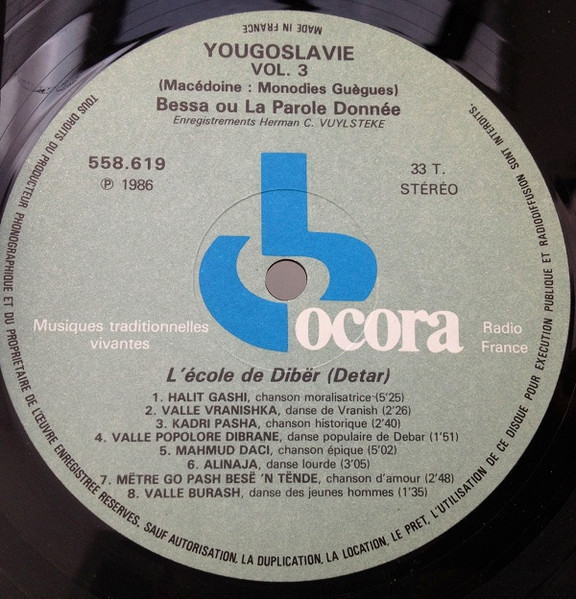 MADE IN FRANCE
YOUGOSLAVIE
VOL. 3
(Macédoine : Monodies Guègues)
Bessa ou La Parole Donnée
Enregistrements Herman C. VUYLSTEKE
558.619
℗ 1986
33 T.
STÉRÉO
Musiques traditionnelles
vivantes
ocora
Radio
France
L'école de Dibër (Detar)
1. HALIT GASHI, chanson moralisatrice (5'25)
2. VALLE VRANISHKA, danse de Vranish (2'26)
3. KADRI PASHA, chanson historique (2'40)
4. VALLE POPOLORE DIBRANE, danse populaire de Debar (1'51)
5. MAHMUD DACI, chanson épique (5'02)
6. ALINAJA, danse lourde (3'05)
7. MËTRE GO PASH BESË 'N TËNDE, chanson d'amour (2'48)
8. VALLE BURASH, danse des jeunes hommes (1'35)
TOUS DROITS DU PRODUCTEUR PHONOGRAPHIQUE ET DU PROPRIETAIRE DE L'ŒUVRE ENREGISTREE RESERVES. SAUF AUTORISATION, LA DUPLICATION, LA LOCATION, LE PRET, L'UTILISATION DE CE DISQUE POUR EXECUTION PUBLIQUE ET RADIODIFFUSION SONT INTERDITS.